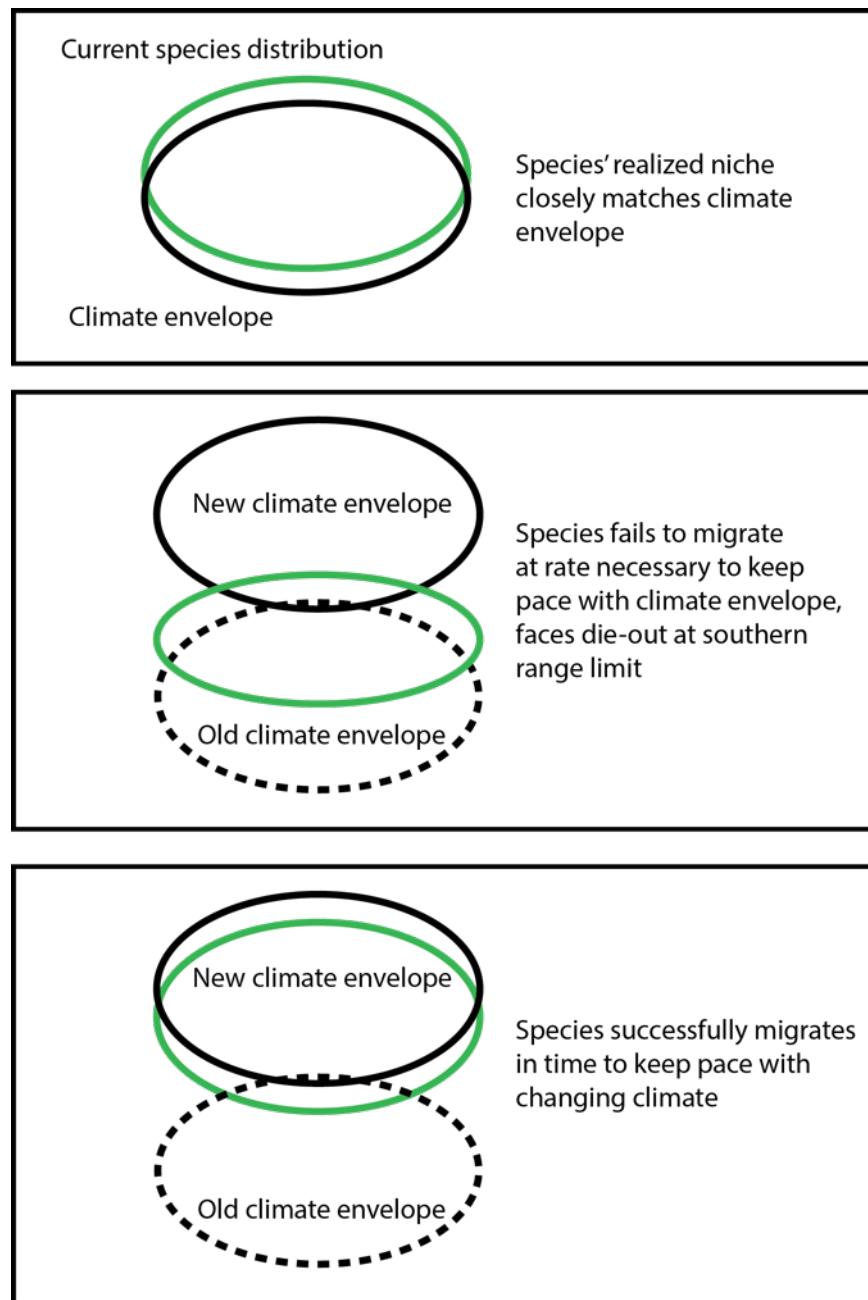 Current species distribution
Species' realized niche
closely matches climate
envelope
Climate envelope
New climate envelope
Species fails to migrate
at rate necessary to keep
pace with climate envelope,
faces die-out at southern
range limit
Old climate envelope
New climate envelope
Species successfully migrates
in time to keep pace with
changing climate
Old climate envelope